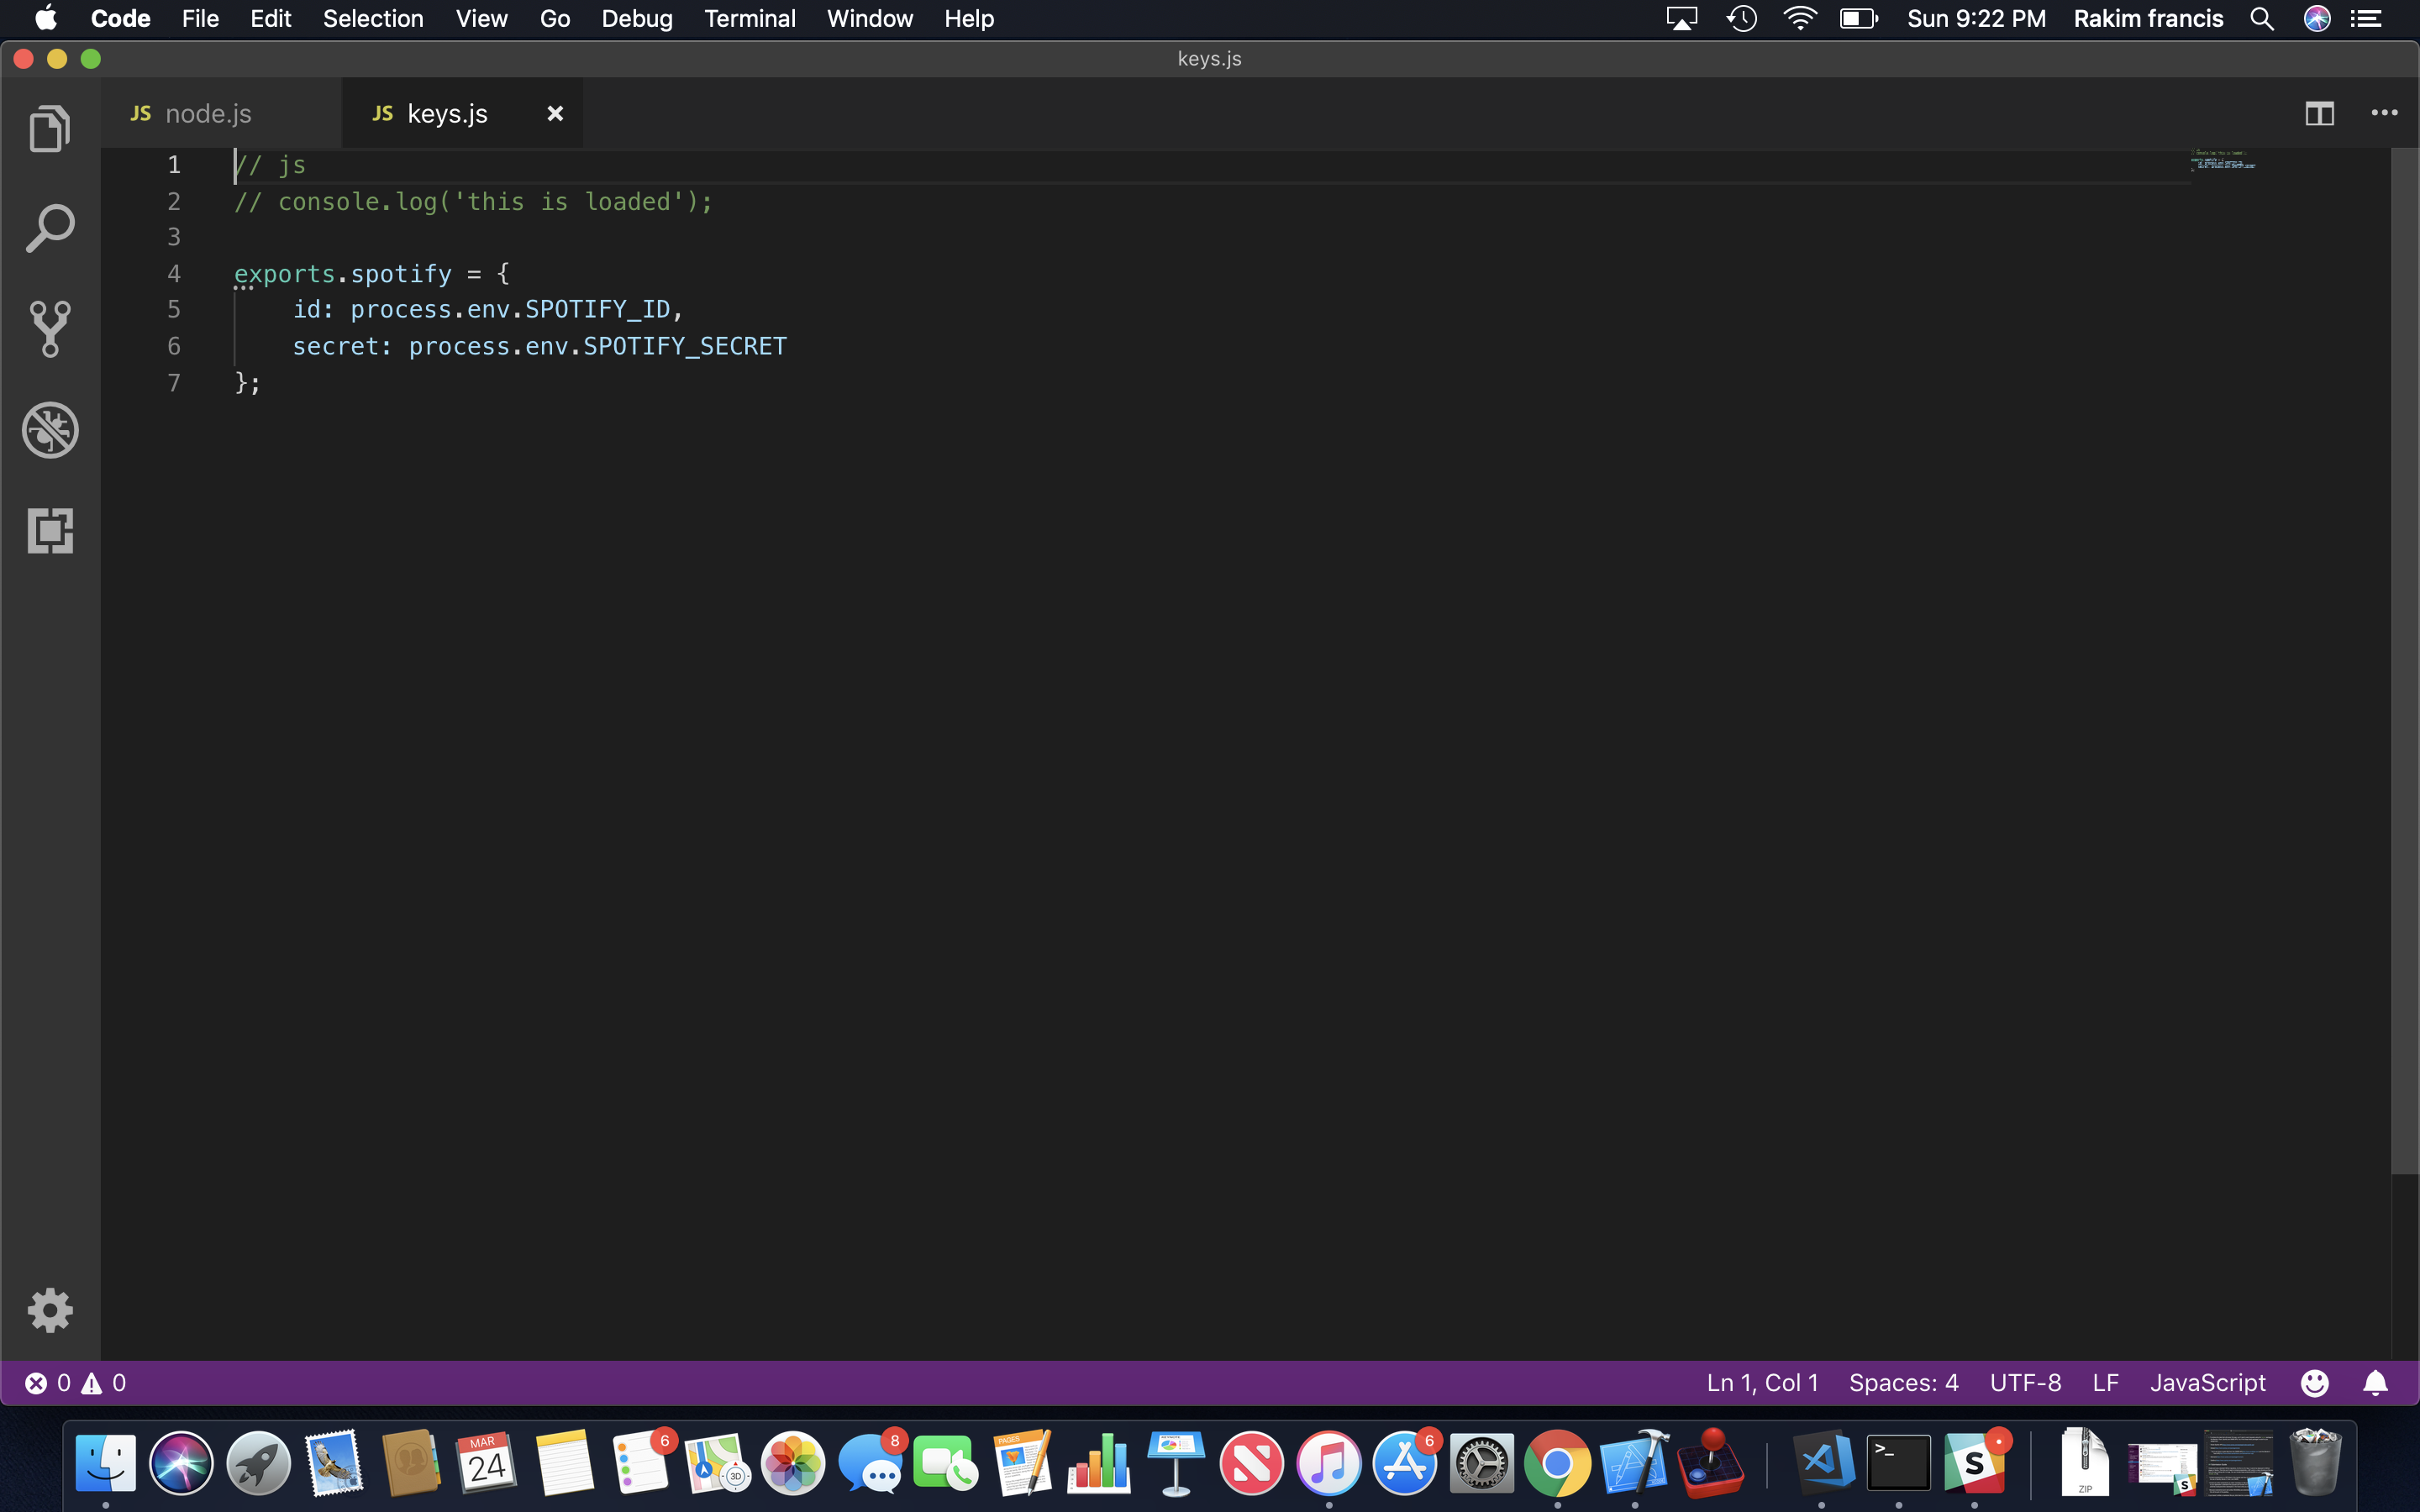 Code File Edit Selection View Go Debug Terminal Window Help Sun 9:22 PM Rakim francis
keys.js
JS node.js JS keys.js
1 // js
2 // console.log('this is loaded');
3
4 exports.spotify = {
5 id: process.env.SPOTIFY_ID,
6 secret: process.env.SPOTIFY_SECRET
7 };
0 0 Ln 1, Col 1 Spaces: 4 UTF-8 LF JavaScript
MAR
24
6
3D
8
PAGES
6
>_
S
ZIP
S